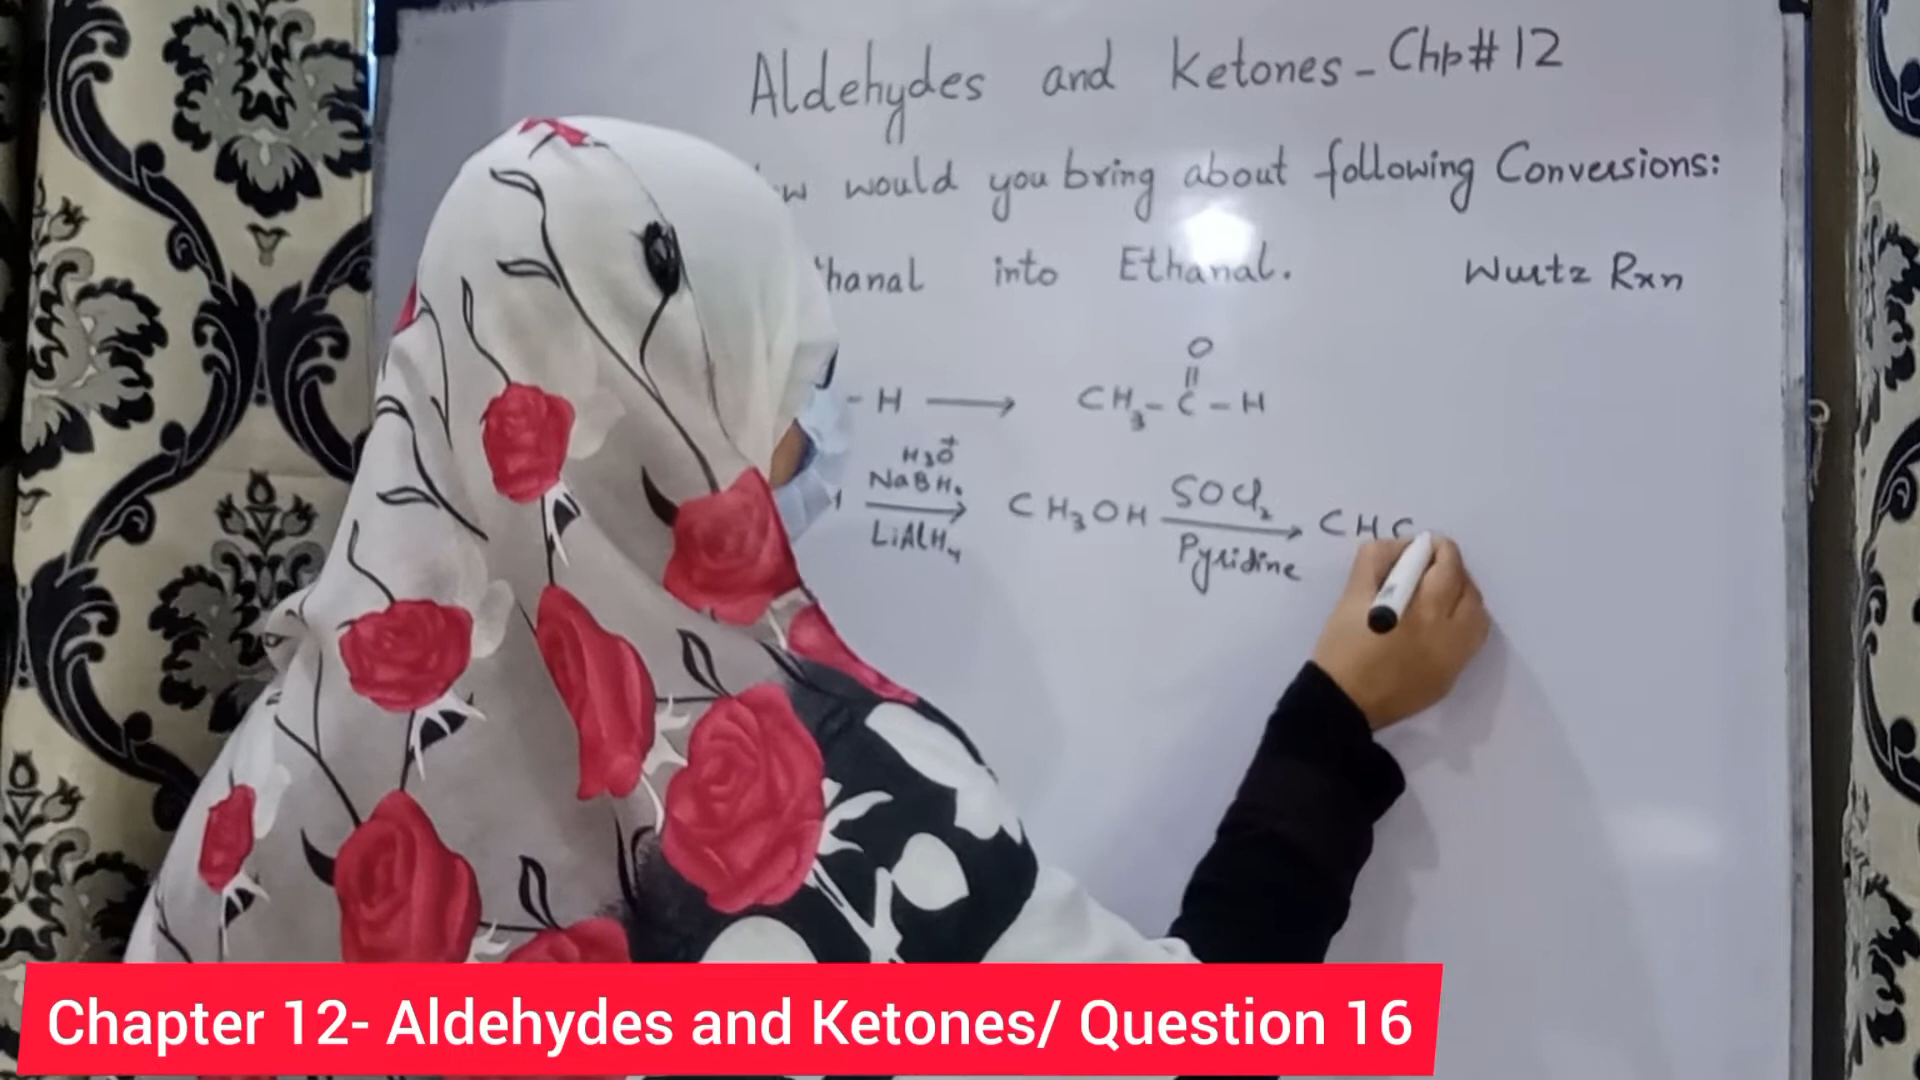 Aldehydes and Ketones - Chp#12
would you bring about following Conversions:
into Ethanal. Wurtz Rxn
O
||
- H ⟶ CH₃ - C - H
H₃O⁺
NaBH₄
CH₃OH SOCl₂ CHC
LiAlH₄ Pyridine
Chapter 12- Aldehydes and Ketones/ Question 16